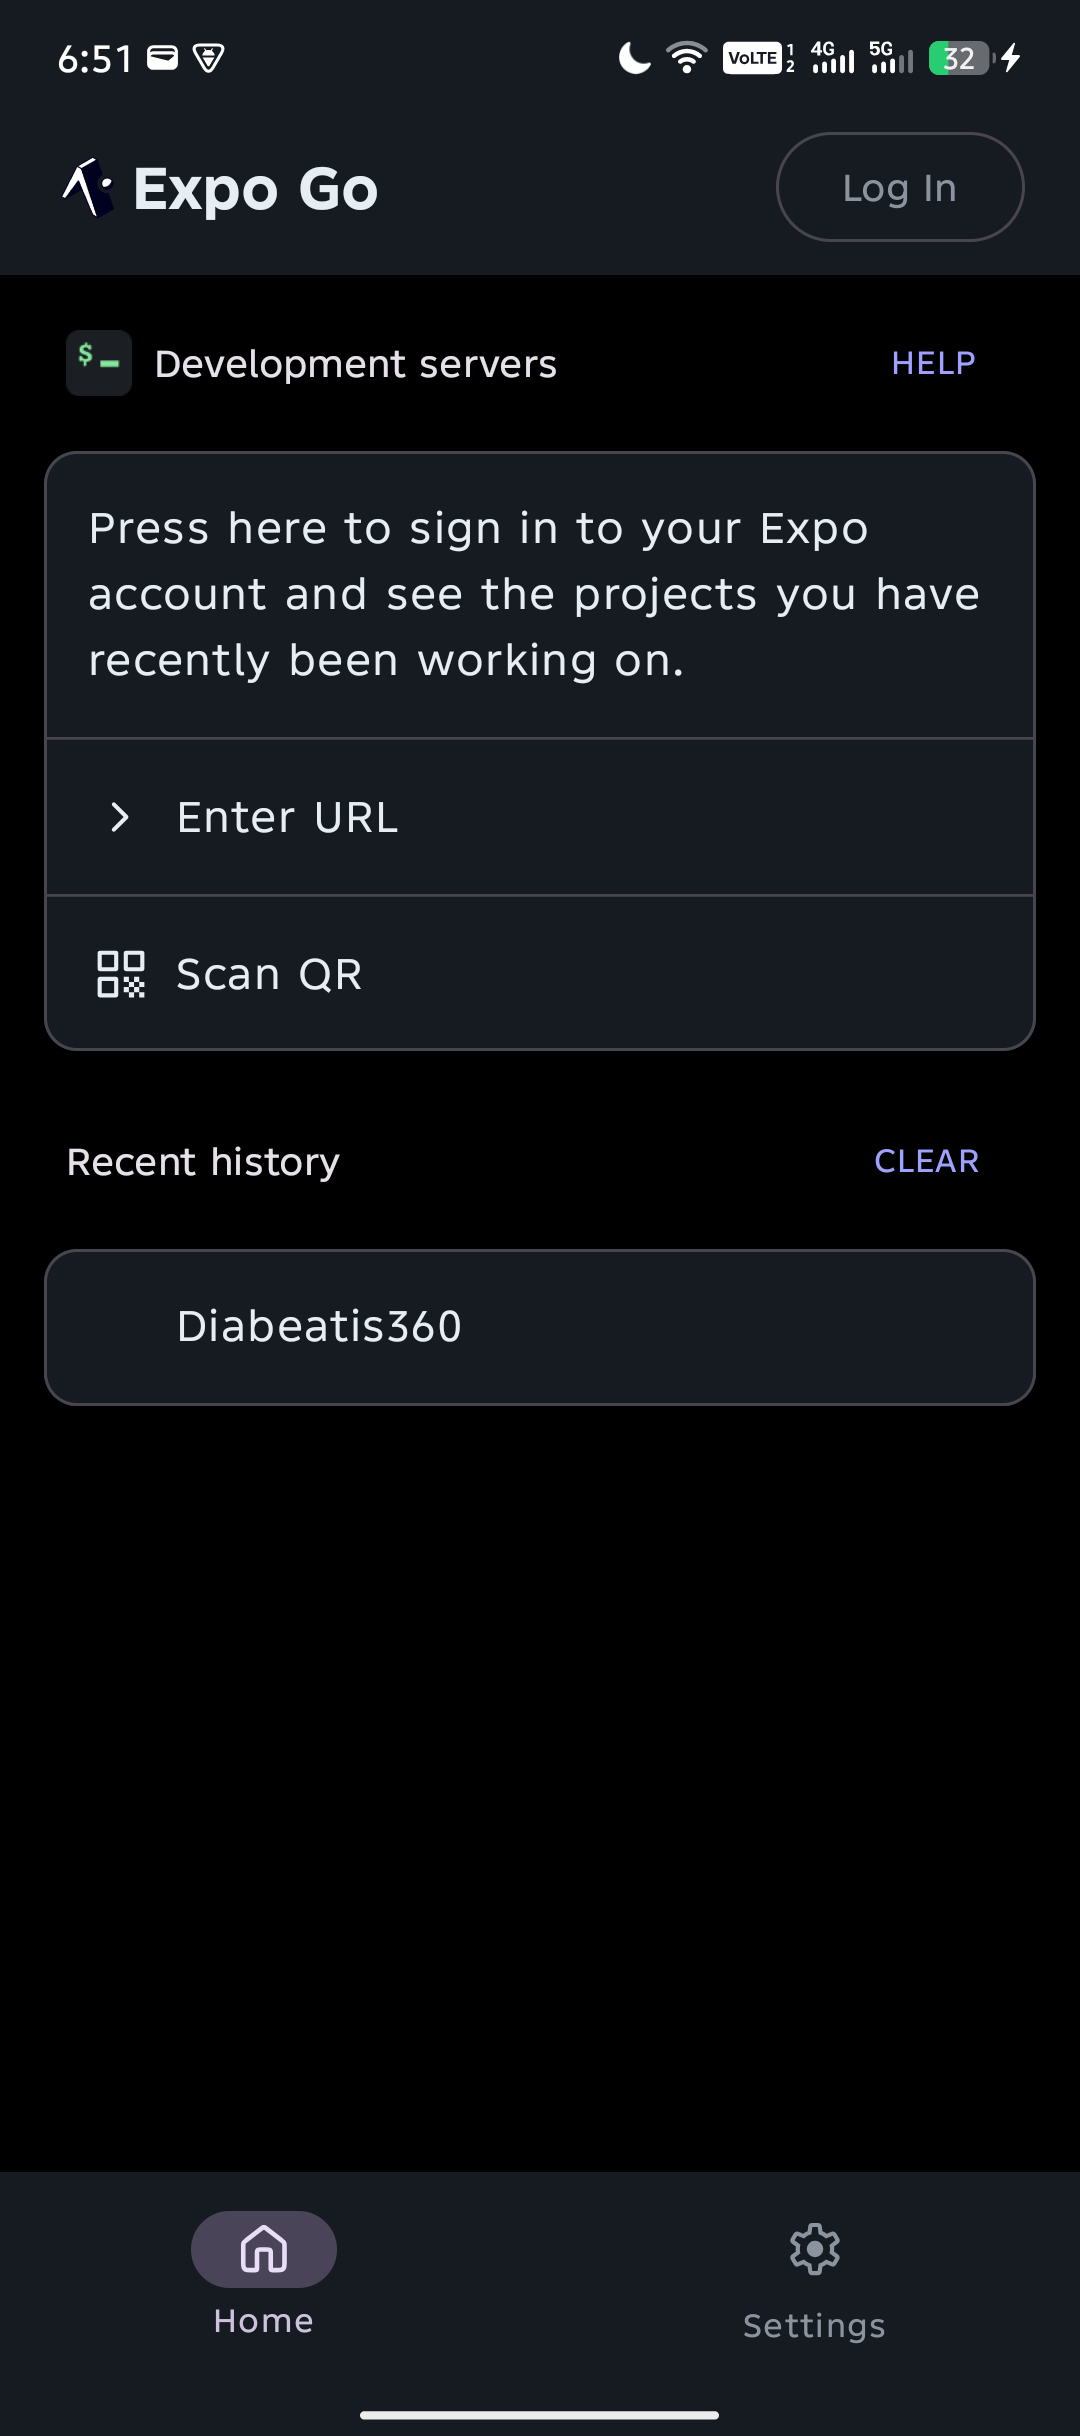 6:51
VoLTE 1 2 4G 5G 32
Expo Go
Log In
$
Development servers
HELP
Press here to sign in to your Expo
account and see the projects you have
recently been working on.
Enter URL
Scan QR
Recent history
CLEAR
Diabeatis360
Home
Settings